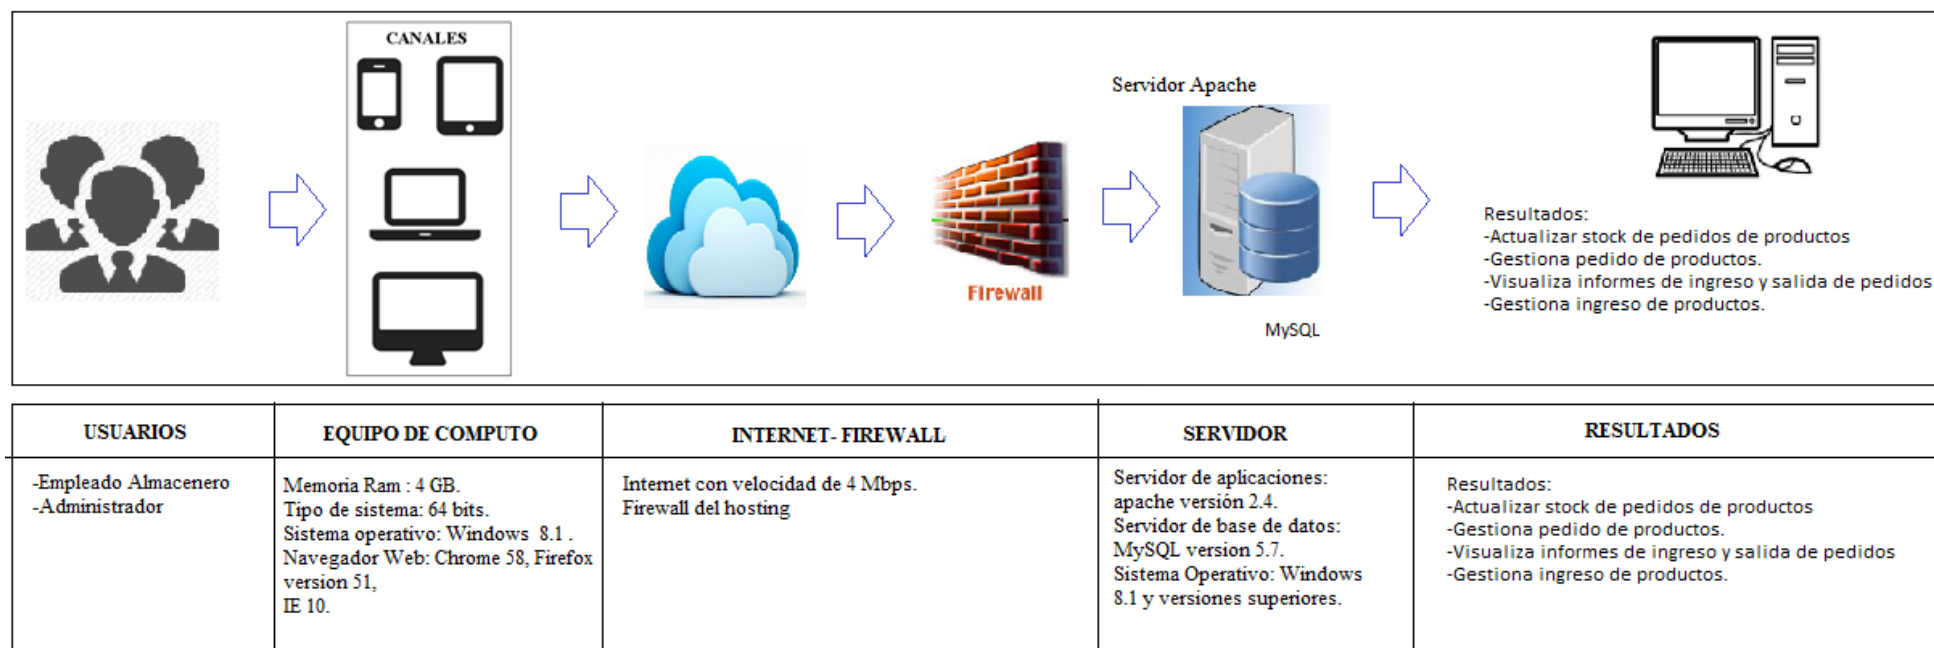 CANALES
Servidor Apache
Firewall
MySQL
Resultados:
-Actualizar stock de pedidos de productos
-Gestiona pedido de productos.
-Visualiza informes de ingreso y salida de pedidos
-Gestiona ingreso de productos.
USUARIOS
-Empleado Almacenero
-Administrador
EQUIPO DE COMPUTO
Memoria Ram : 4 GB.
Tipo de sistema: 64 bits.
Sistema operativo: Windows 8.1 .
Navegador Web: Chrome 58, Firefox
version 51,
IE 10.
INTERNET- FIREWALL
Internet con velocidad de 4 Mbps.
Firewall del hosting
SERVIDOR
Servidor de aplicaciones:
apache versión 2.4.
Servidor de base de datos:
MySQL version 5.7.
Sistema Operativo: Windows
8.1 y versiones superiores.
RESULTADOS
Resultados:
-Actualizar stock de pedidos de productos
-Gestiona pedido de productos.
-Visualiza informes de ingreso y salida de pedidos
-Gestiona ingreso de productos.